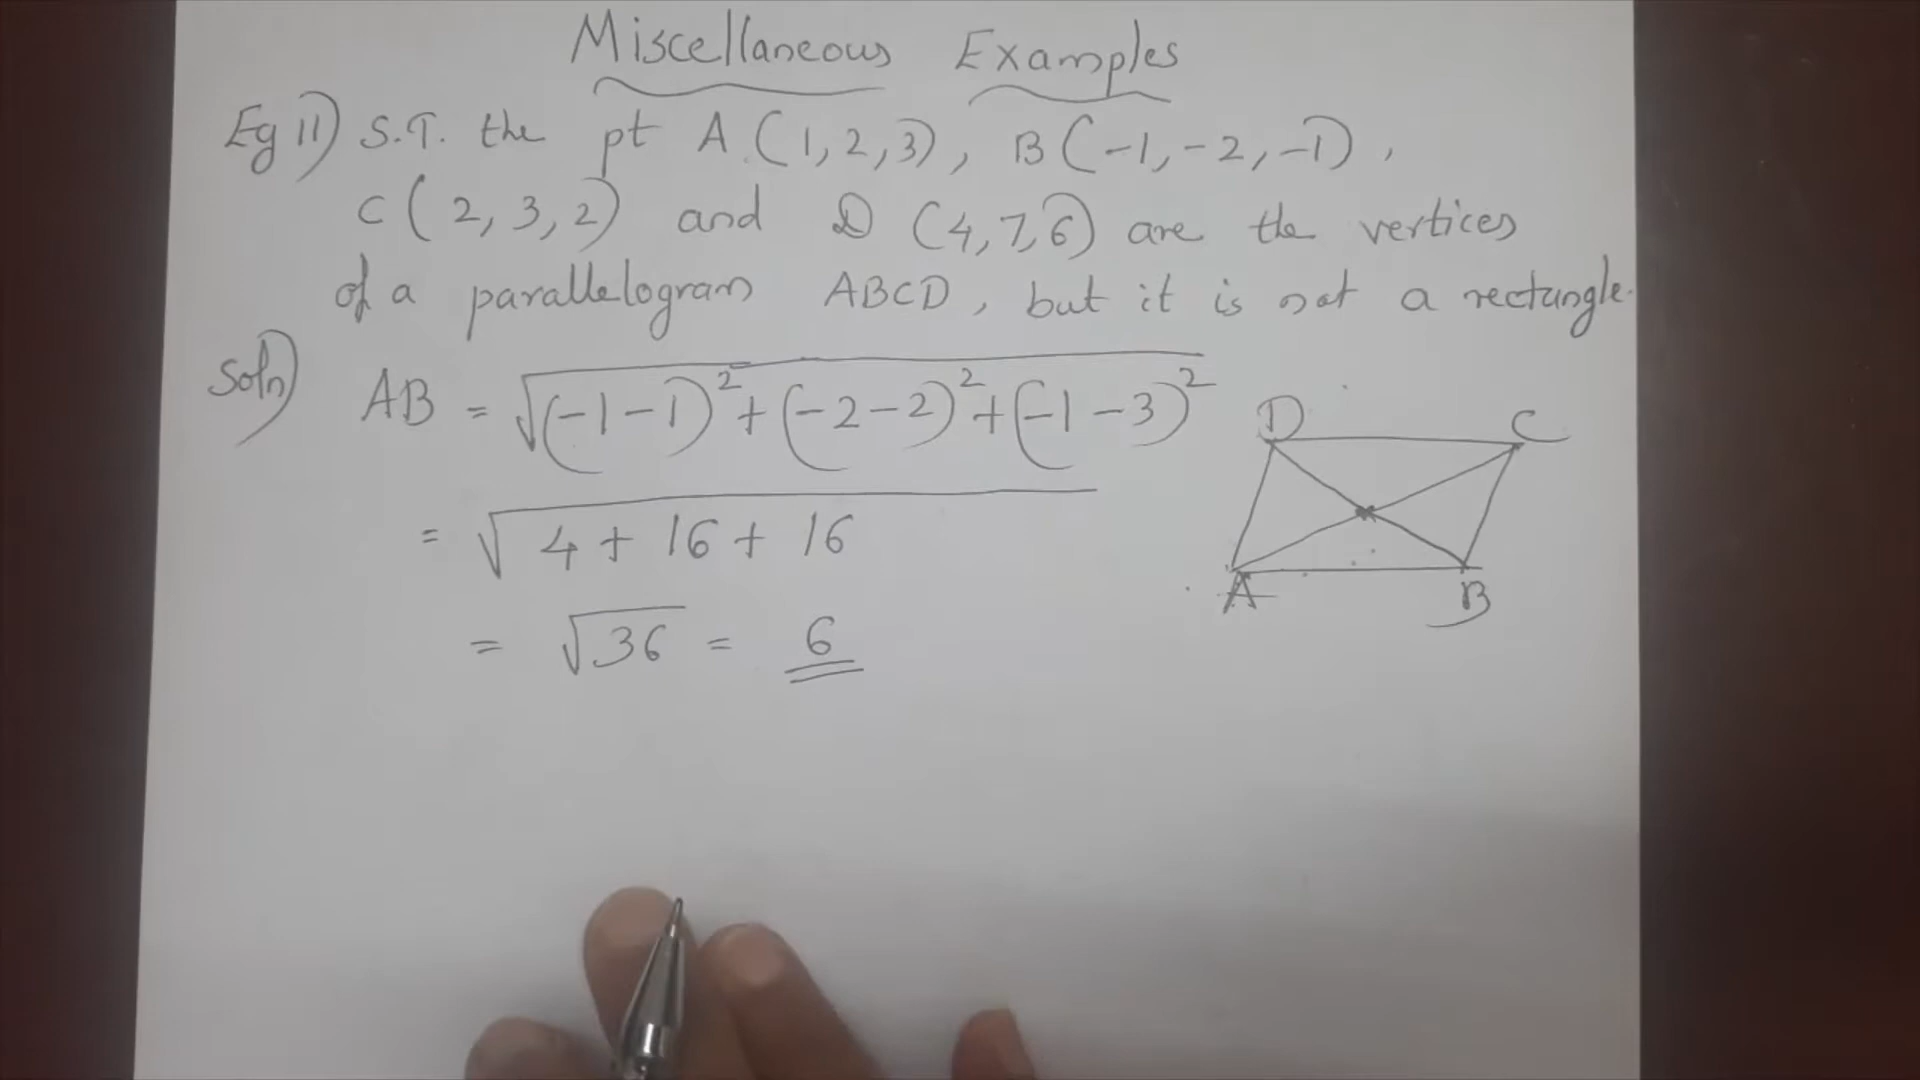 Miscellaneous Examples
Eg 11) S.T. the pt A (1, 2, 3), B (-1, -2, -1),
C (2, 3, 2) and D (4, 7, 6) are the vertices
of a parallelogram ABCD, but it is not a rectangle.
Soln) AB = √(-1-1)² + (-2-2)² + (-1-3)²
= √4 + 16 + 16
= √36 = 6
D C
A B